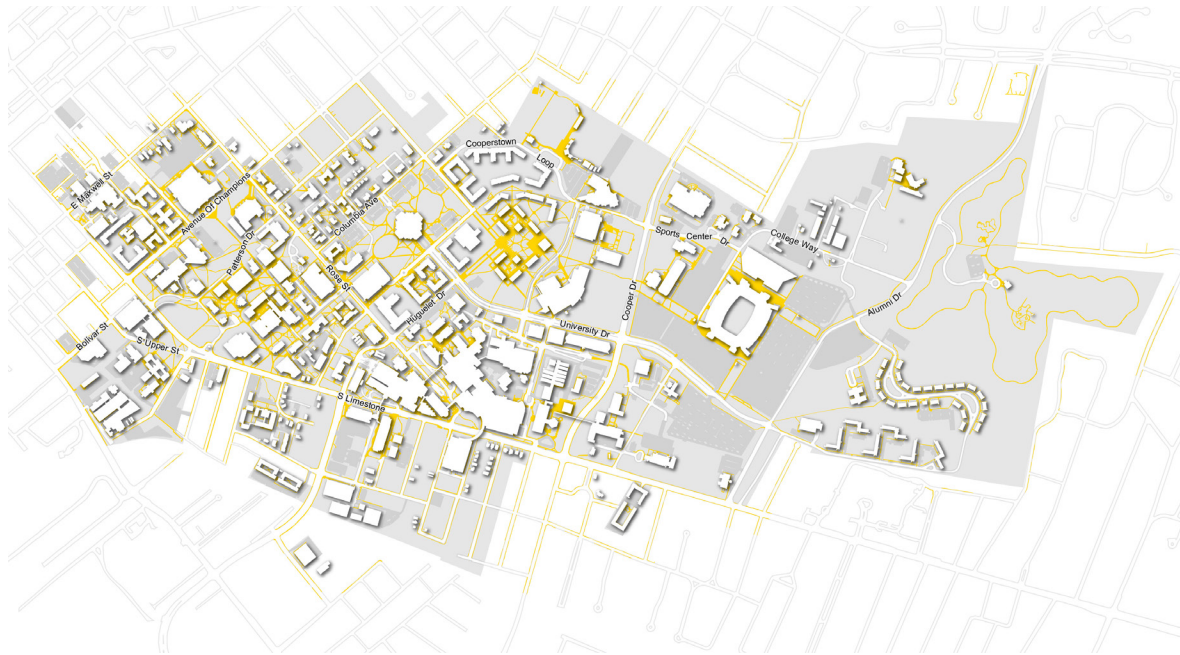 Cooperstown
Loop
E Maxwell St
Avenue Of Champions
Columbia Ave
Patterson Dr
Sports Center Dr
College Way
Rose St
Huguelet Dr
Cooper Dr
Alumni Dr
Bolivar St
S Upper St
University Dr
S Limestone